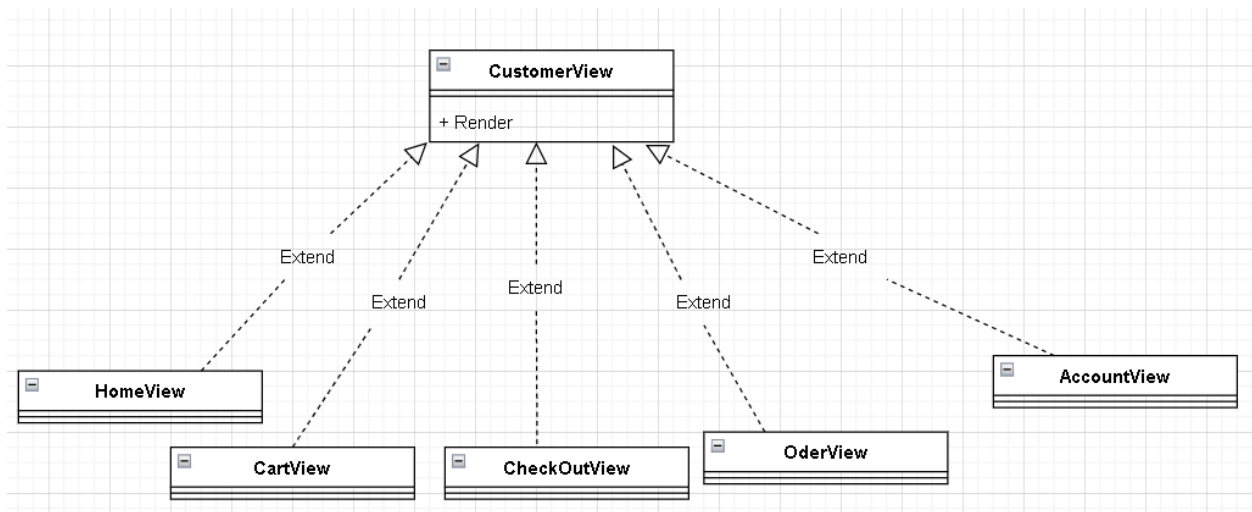 CustomerView
+ Render
Extend
Extend
Extend
Extend
Extend
HomeView
CartView
CheckOutView
OderView
AccountView